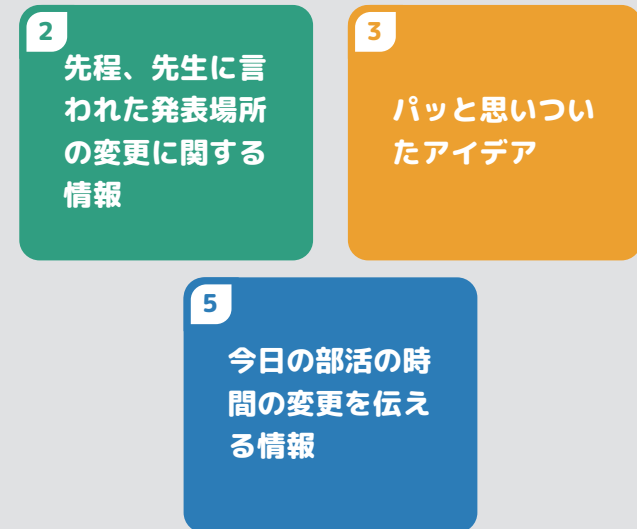 2
先程、先生に言
われた発表場所
の変更に関する
情報
3
パッと思いつい
たアイデア
5
今日の部活の時
間の変更を伝え
る情報